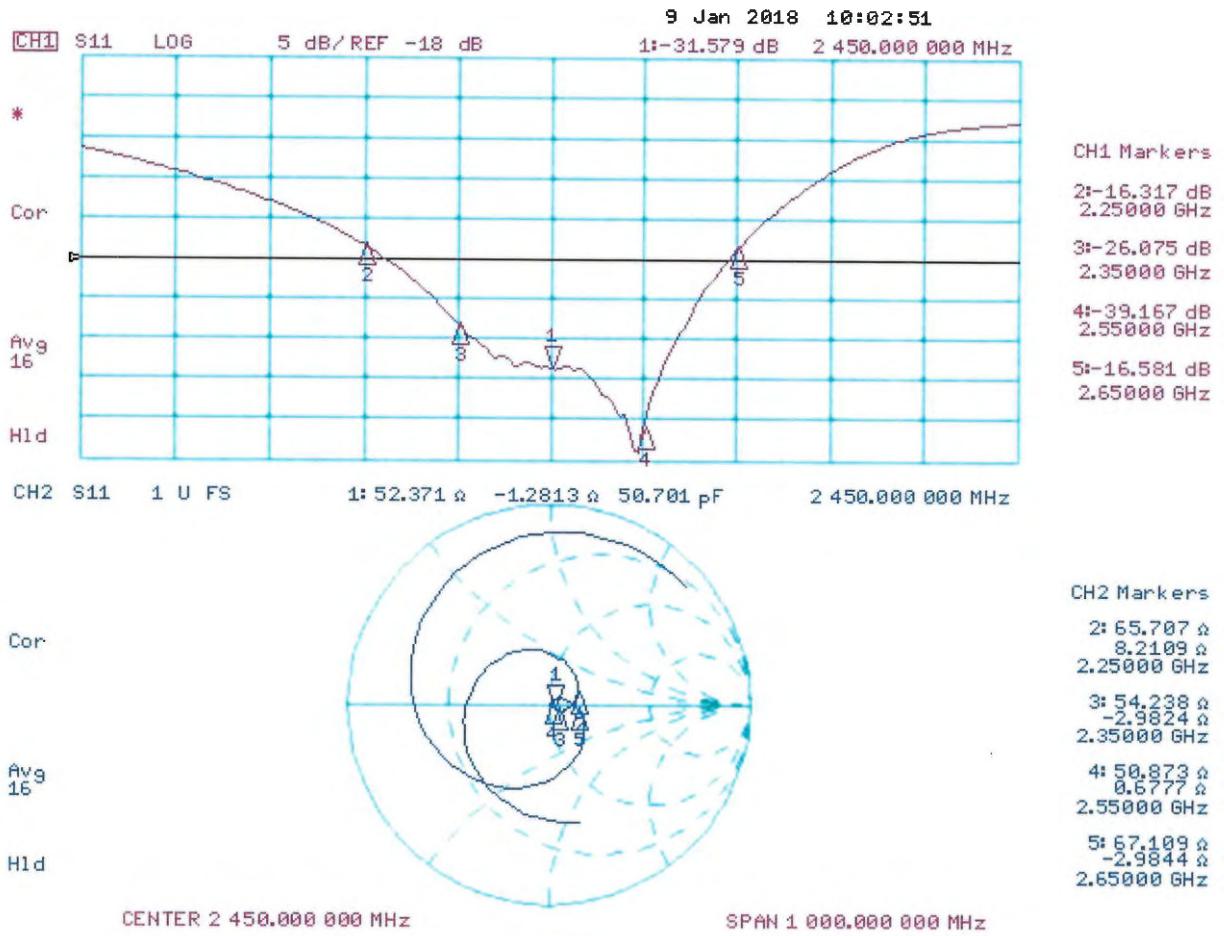 9 Jan 2018 10:02:51
CH1 S11 LOG 5 dB/REF -18 dB 1:-31.579 dB 2 450.000 000 MHz
*
Cor
Avg
16
Hld
1
2
3
4
5
CH1 Markers
2:-16.317 dB
2.25000 GHz
3:-26.075 dB
2.35000 GHz
4:-39.167 dB
2.55000 GHz
5:-16.581 dB
2.65000 GHz
CH2 S11 1 U FS 1: 52.371 Ω -1.2813 Ω 50.701 pF 2 450.000 000 MHz
Cor
Avg
16
Hld
1
4
3
5
CH2 Markers
2: 65.707 Ω
8.2109 Ω
2.25000 GHz
3: 54.238 Ω
-2.9824 Ω
2.35000 GHz
4: 50.873 Ω
0.6777 Ω
2.55000 GHz
5: 67.109 Ω
-2.9844 Ω
2.65000 GHz
CENTER 2 450.000 000 MHz SPAN 1 000.000 000 MHz